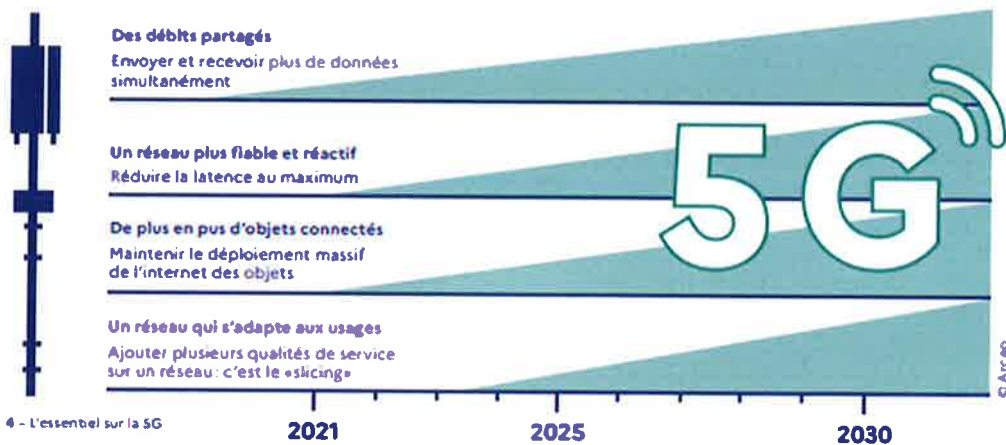 Des débits partagés
Envoyer et recevoir plus de données
simultanément
Un réseau plus fiable et réactif
Réduire la latence au maximum
De plus en pus d'objets connectés
Maintenir le déploiement massif
de l'internet des objets
Un réseau qui s'adapte aux usages
Ajouter plusieurs qualités de service
sur un réseau: c'est le «slicing»
5G
© Arcep
4 - L'essentiel sur la 5G
2021 2025 2030